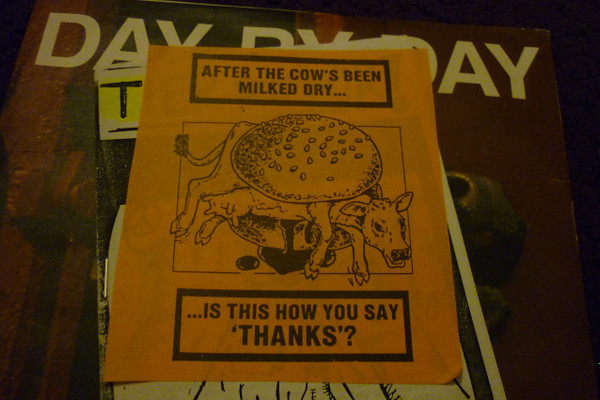 DAY BY DAY
T
AFTER THE COW'S BEEN
MILKED DRY...
...IS THIS HOW YOU SAY
'THANKS'?